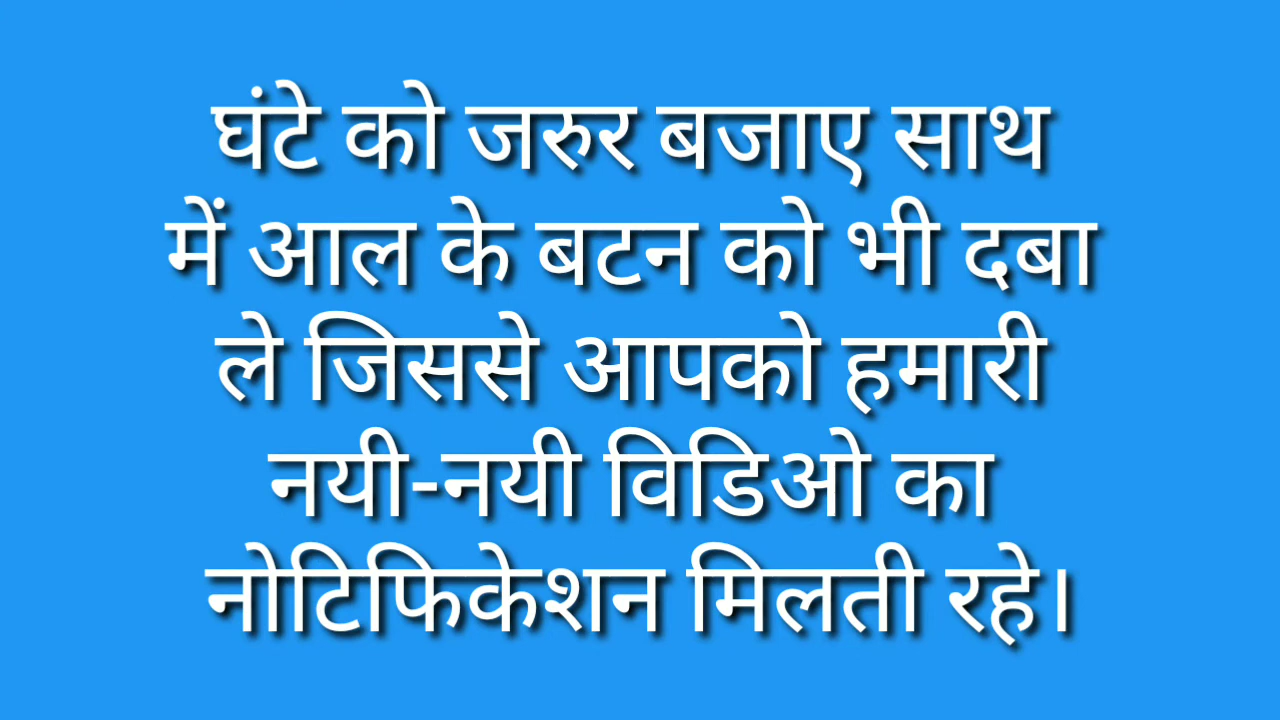 घंटे को जरुर बजाए साथ
में आल के बटन को भी दबा
ले जिससे आपको हमारी
नयी-नयी विडिओ का
नोटिफिकेशन मिलती रहे।